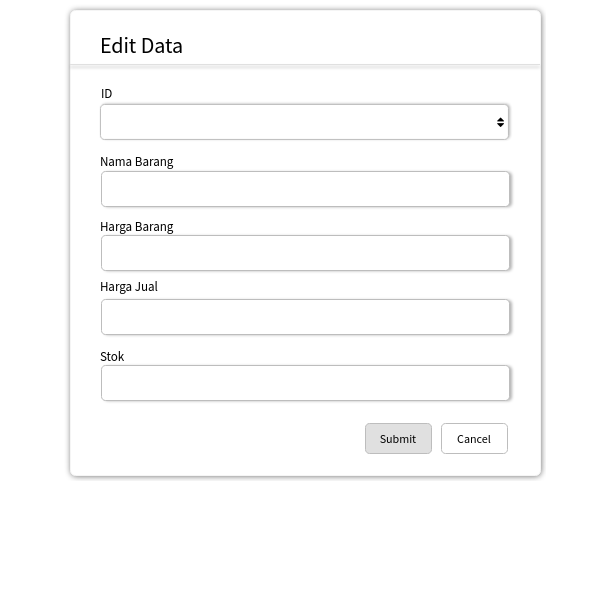 Edit Data
ID
Nama Barang
Harga Barang
Harga Jual
Stok
Submit
Cancel